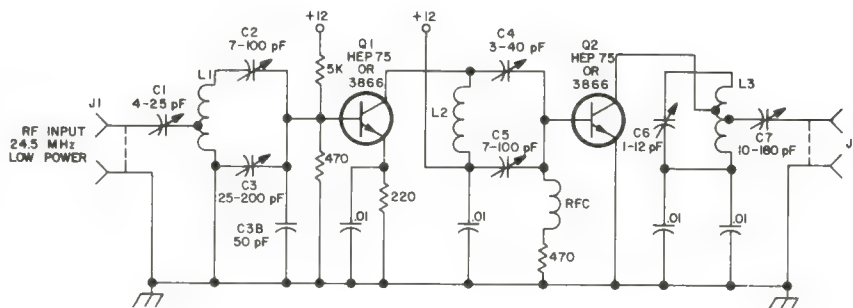 J1
RF INPUT
24.5 MHz
LOW POWER
C1
4-25 pF
L1
C2
7-100 pF
C3
25-200 pF
C3B
50 pF
+12
5K
470
Q1
HEP 75
OR
3866
.01
220
+12
L2
.01
C4
3-40 pF
C5
7-100 pF
RFC
470
Q2
HEP 75
OR
3866
C6
1-12 pF
.01
L3
C7
10-180 pF
.01
J